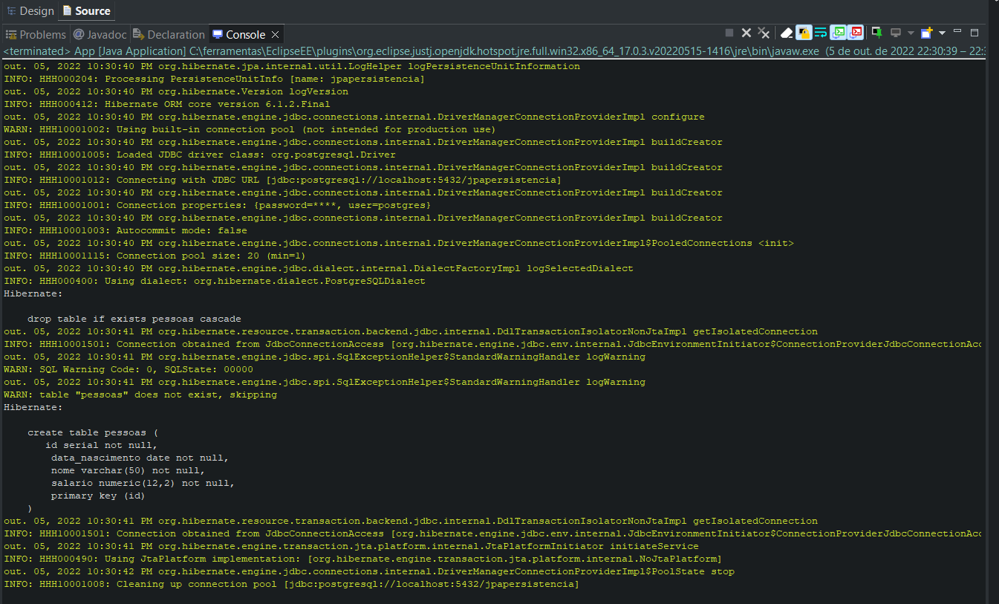 Design Source
Problems @ Javadoc Declaration Console
<terminated> App [Java Application] C:\ferramentas\EclipseEE\plugins\org.eclipse.justj.openjdk.hotspot.jre.full.win32.x86_64_17.0.3.v20220515-1416\jre\bin\javaw.exe (5 de out. de 2022 22:30:39 – 22:3
out. 05, 2022 10:30:40 PM org.hibernate.jpa.internal.util.LogHelper logPersistenceUnitInformation
INFO: HHH000204: Processing PersistenceUnitInfo [name: jpapersistencia]
out. 05, 2022 10:30:40 PM org.hibernate.Version logVersion
INFO: HHH000412: Hibernate ORM core version 6.1.2.Final
out. 05, 2022 10:30:40 PM org.hibernate.engine.jdbc.connections.internal.DriverManagerConnectionProviderImpl configure
WARN: HHH10001002: Using built-in connection pool (not intended for production use)
out. 05, 2022 10:30:40 PM org.hibernate.engine.jdbc.connections.internal.DriverManagerConnectionProviderImpl buildCreator
INFO: HHH10001005: Loaded JDBC driver class: org.postgresql.Driver
out. 05, 2022 10:30:40 PM org.hibernate.engine.jdbc.connections.internal.DriverManagerConnectionProviderImpl buildCreator
INFO: HHH10001012: Connecting with JDBC URL [jdbc:postgresql://localhost:5432/jpapersistencia]
out. 05, 2022 10:30:40 PM org.hibernate.engine.jdbc.connections.internal.DriverManagerConnectionProviderImpl buildCreator
INFO: HHH10001001: Connection properties: {password=****, user=postgres}
out. 05, 2022 10:30:40 PM org.hibernate.engine.jdbc.connections.internal.DriverManagerConnectionProviderImpl buildCreator
INFO: HHH10001003: Autocommit mode: false
out. 05, 2022 10:30:40 PM org.hibernate.engine.jdbc.connections.internal.DriverManagerConnectionProviderImpl$PooledConnections <init>
INFO: HHH10001115: Connection pool size: 20 (min=1)
out. 05, 2022 10:30:40 PM org.hibernate.engine.jdbc.dialect.internal.DialectFactoryImpl logSelectedDialect
INFO: HHH000400: Using dialect: org.hibernate.dialect.PostgreSQLDialect
Hibernate:
drop table if exists pessoas cascade
out. 05, 2022 10:30:41 PM org.hibernate.resource.transaction.backend.jdbc.internal.DdlTransactionIsolatorNonJtaImpl getIsolatedConnection
INFO: HHH10001501: Connection obtained from JdbcConnectionAccess [org.hibernate.engine.jdbc.env.internal.JdbcEnvironmentInitiator$ConnectionProviderJdbcConnectionAcc
out. 05, 2022 10:30:41 PM org.hibernate.engine.jdbc.spi.SqlExceptionHelper$StandardWarningHandler logWarning
WARN: SQL Warning Code: 0, SQLState: 00000
out. 05, 2022 10:30:41 PM org.hibernate.engine.jdbc.spi.SqlExceptionHelper$StandardWarningHandler logWarning
WARN: table "pessoas" does not exist, skipping
Hibernate:
create table pessoas (
id serial not null,
data_nascimento date not null,
nome varchar(50) not null,
salario numeric(12,2) not null,
primary key (id)
)
out. 05, 2022 10:30:41 PM org.hibernate.resource.transaction.backend.jdbc.internal.DdlTransactionIsolatorNonJtaImpl getIsolatedConnection
INFO: HHH10001501: Connection obtained from JdbcConnectionAccess [org.hibernate.engine.jdbc.env.internal.JdbcEnvironmentInitiator$ConnectionProviderJdbcConnectionAcc
out. 05, 2022 10:30:41 PM org.hibernate.engine.transaction.jta.platform.internal.JtaPlatformInitiator initiateService
INFO: HHH000490: Using JtaPlatform implementation: [org.hibernate.engine.transaction.jta.platform.internal.NoJtaPlatform]
out. 05, 2022 10:30:42 PM org.hibernate.engine.jdbc.connections.internal.DriverManagerConnectionProviderImpl$PoolState stop
INFO: HHH10001008: Cleaning up connection pool [jdbc:postgresql://localhost:5432/jpapersistencia]